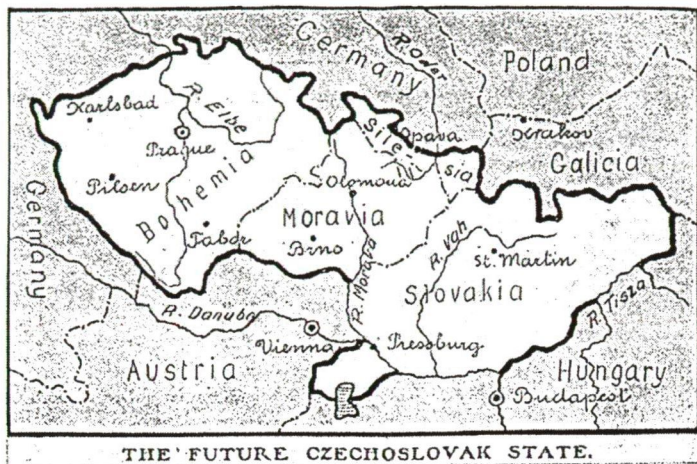 Germany
R. Oder
Poland
Karlsbad
R. Elbe
Prague
Opava
Krakov
Silesia
Galicia
Germany
Pilsen
Bohemia
Olomouc
Moravia
Tabor
Brno
R. Morava
R. Vah
St. Martin
Slovakia
R. Danube
R. Tisza
Vienna
Pressburg
Austria
Hungary
Budapest
THE FUTURE CZECHOSLOVAK STATE.